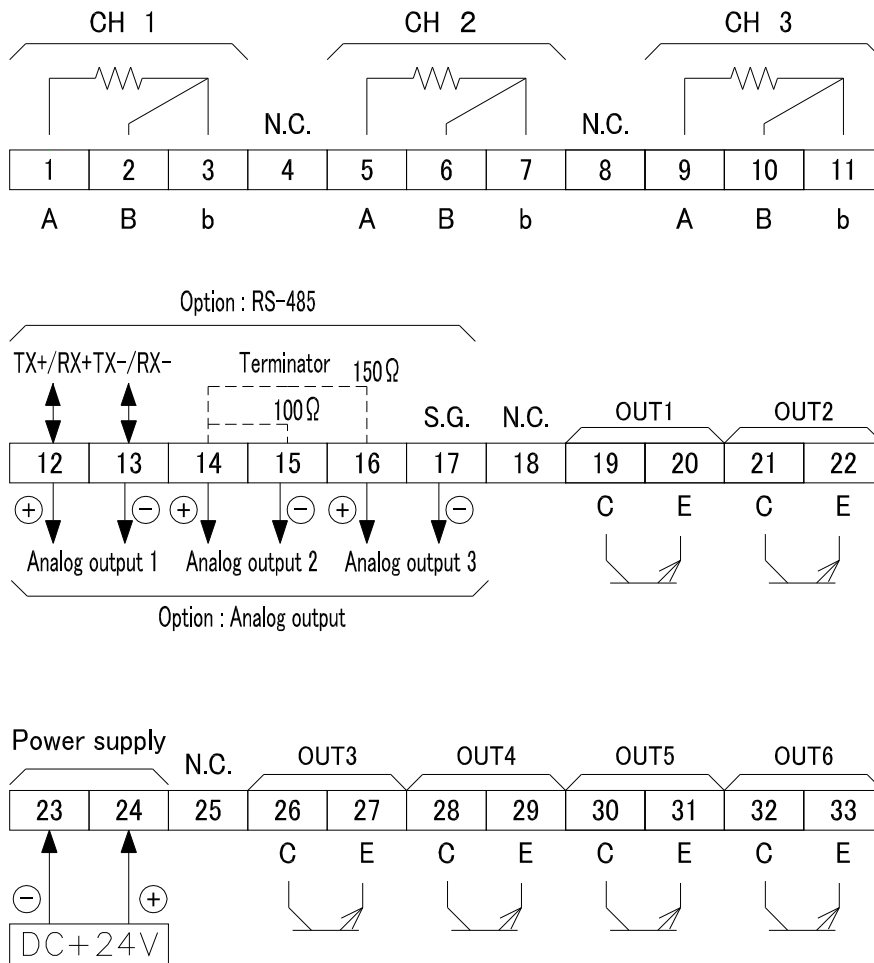 CH 1 CH 2 CH 3
N.C. N.C.
1 2 3 4 5 6 7 8 9 10 11
A B b A B b A B b
Option : RS-485
TX+/RX+ TX-/RX- Terminator 150Ω
100Ω S.G. N.C. OUT1 OUT2
12 13 14 15 16 17 18 19 20 21 22
+ - + - + - C E C E
Analog output 1 Analog output 2 Analog output 3
Option : Analog output
Power supply N.C. OUT3 OUT4 OUT5 OUT6
23 24 25 26 27 28 29 30 31 32 33
C E C E C E C E
- +
DC+24V